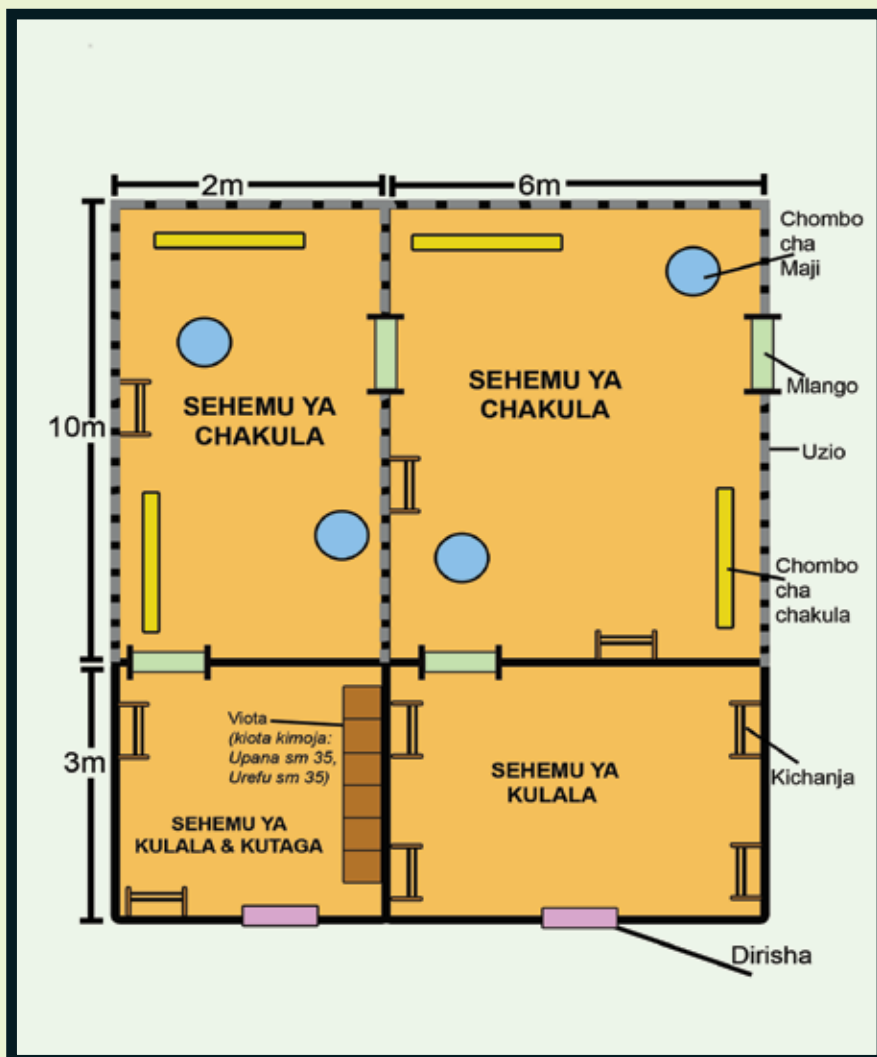 2m
6m
Chombo
cha
Maji
SEHEMU YA
CHAKULA
SEHEMU YA
CHAKULA
Mlango
10m
Uzio
Chombo
cha
chakula
Viota
(kiota kimoja:
Upana sm 35,
Urefu sm 35)
3m
SEHEMU YA
KULALA
Kichanja
SEHEMU YA
KULALA & KUTAGA
Dirisha